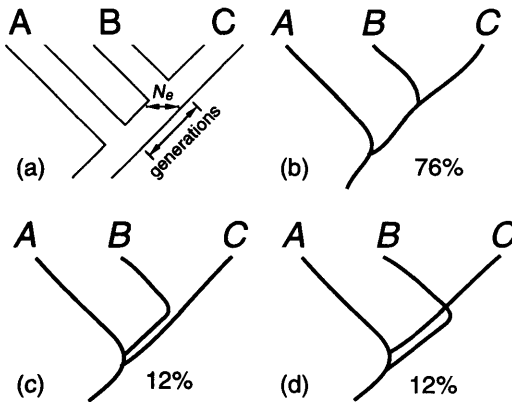 A B C
Nₑ
generations
(a)
A B C
(b) 76%
A B C
(c) 12%
A B C
(d) 12%